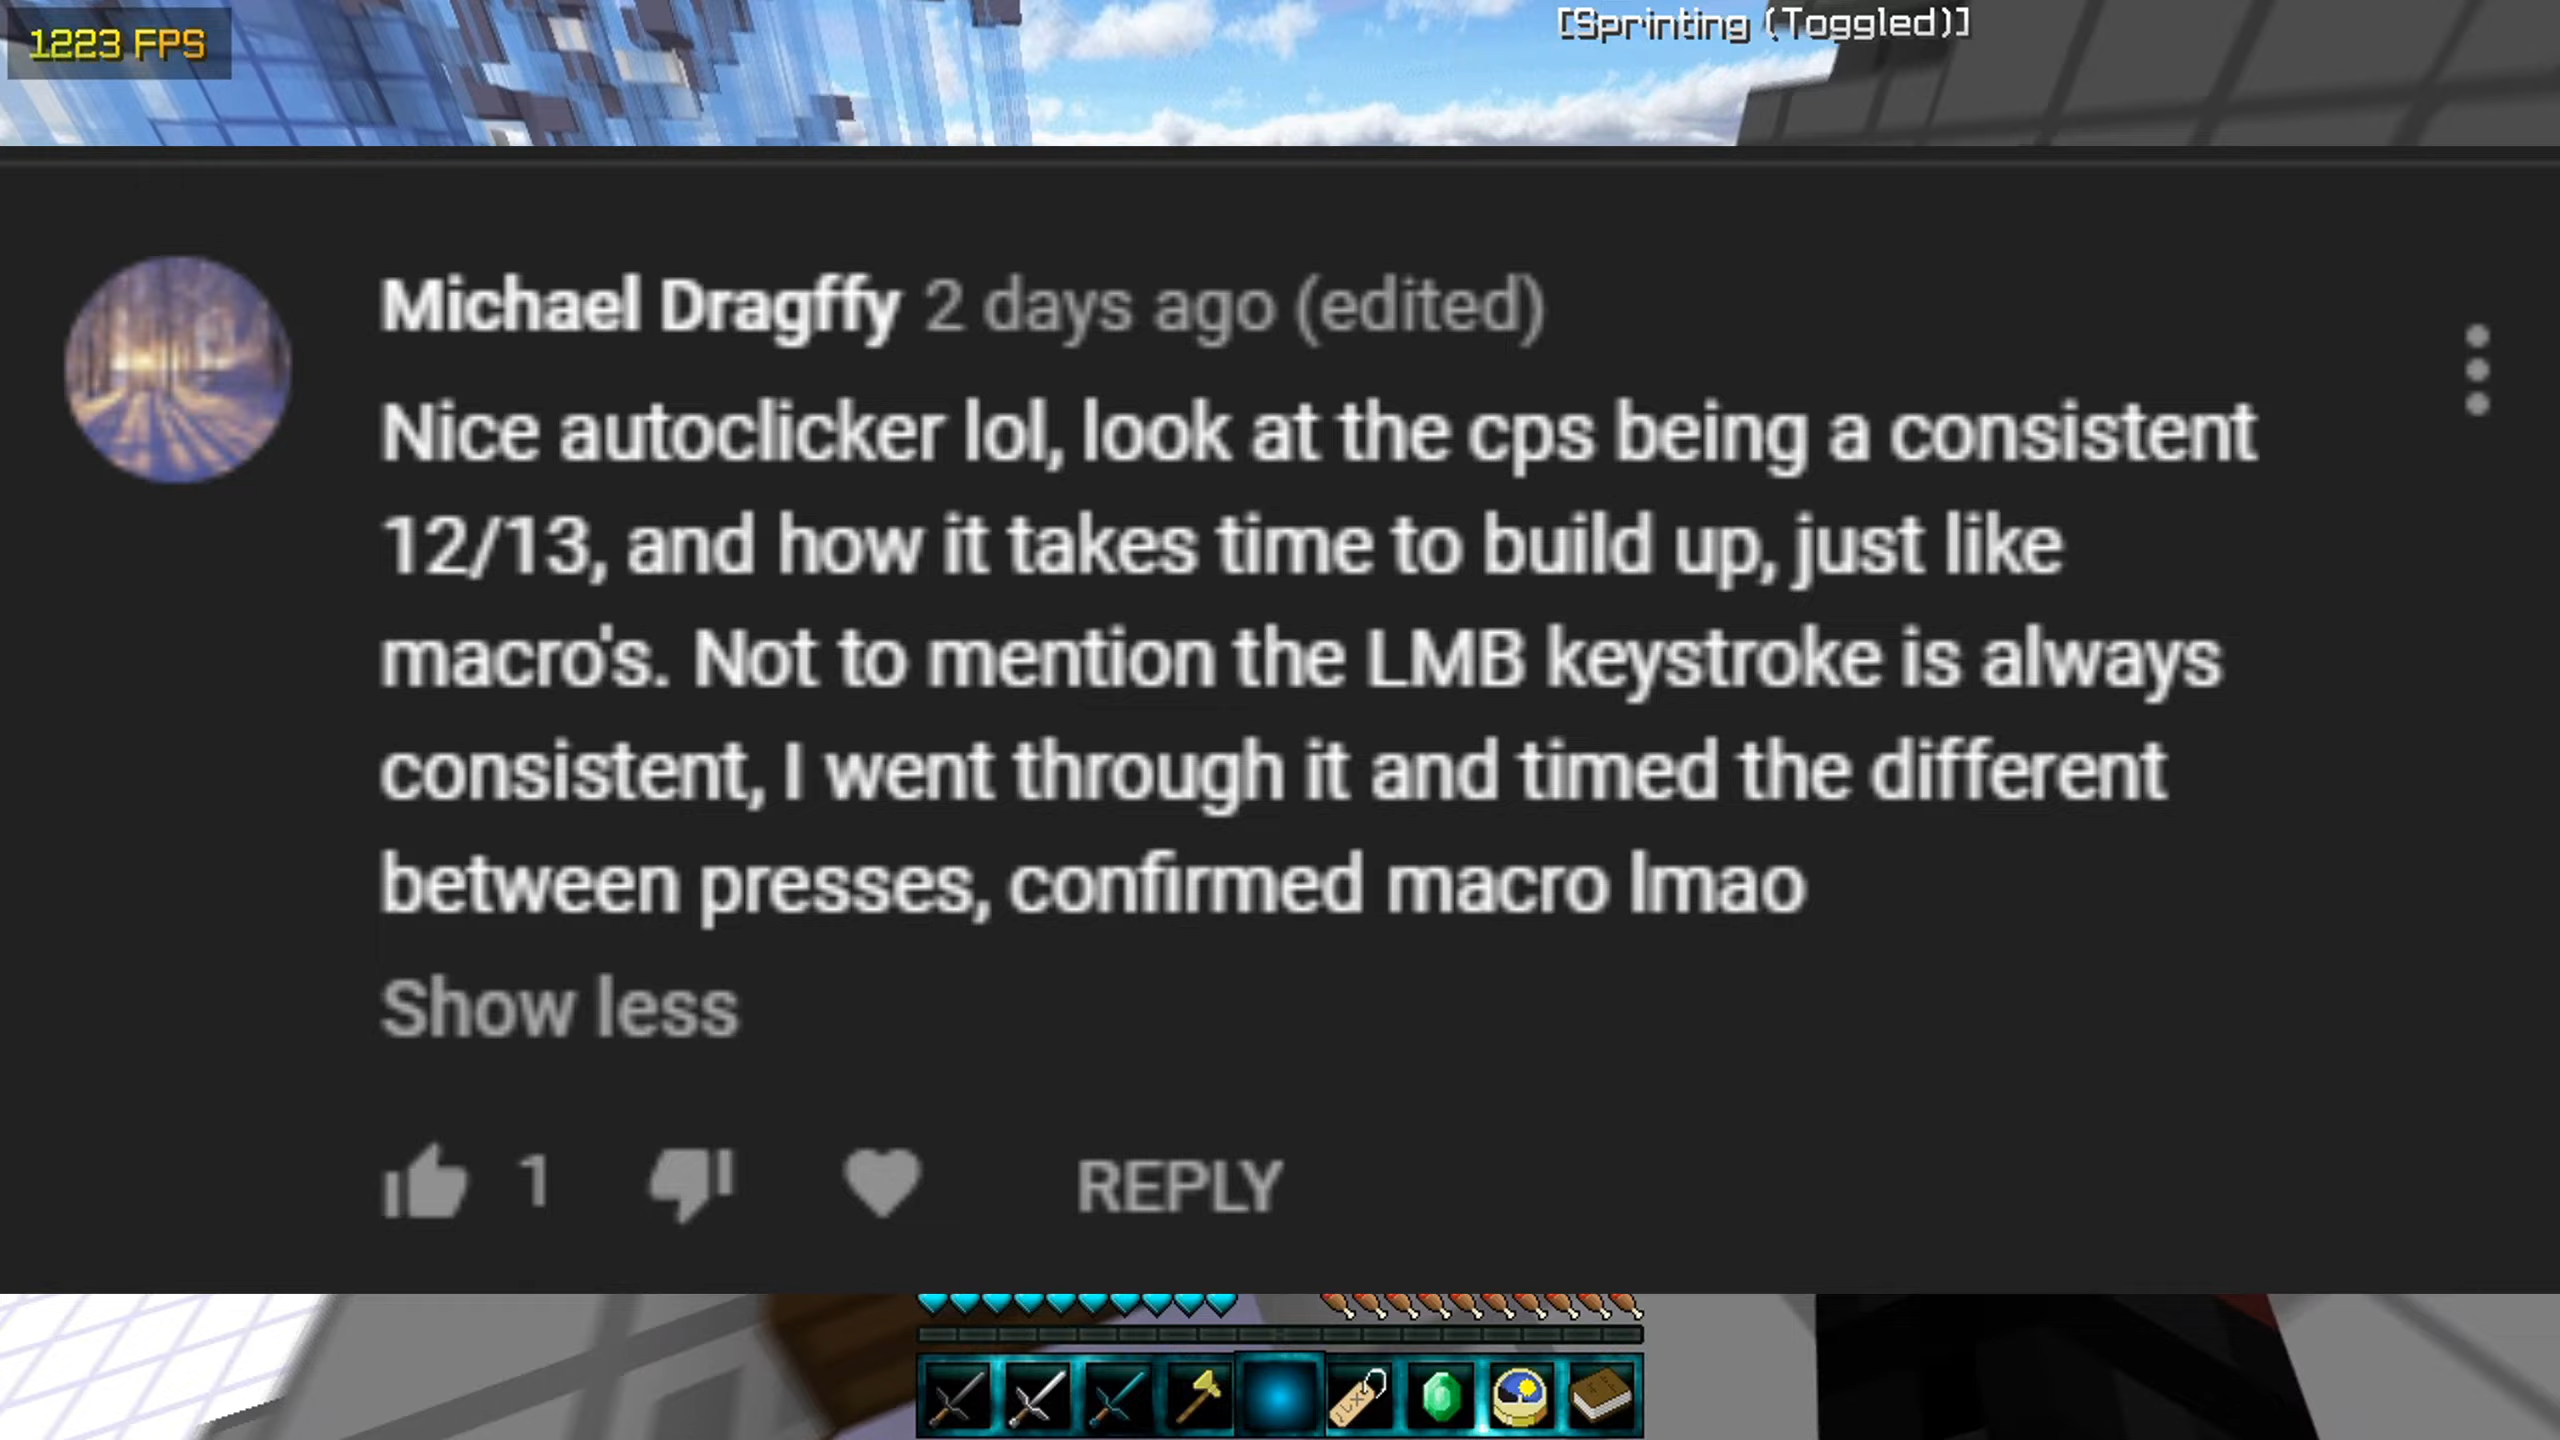 1223 FPS
[Sprinting (Toggled)]
Michael Dragffy 2 days ago (edited)
Nice autoclicker lol, look at the cps being a consistent
12/13, and how it takes time to build up, just like
macro's. Not to mention the LMB keystroke is always
consistent, I went through it and timed the different
between presses, confirmed macro lmao
Show less
1
REPLY